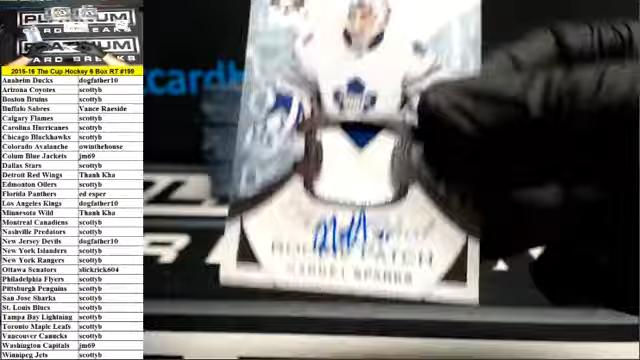 PLATINUM
CARD BREAKS
2015-16 The Cup Hockey 6 Box RT #199
Anaheim Ducks dogfather10
Arizona Coyotes scottyb
Boston Bruins scottyb
Buffalo Sabres Vance Raeside
Calgary Flames scottyb
Carolina Hurricanes scottyb
Chicago Blackhawks scottyb
Colorado Avalanche owinthehouse
Colum Blue Jackets jm69
Dallas Stars scottyb
Detroit Red Wings Thank Kha
Edmonton Oilers scottyb
Florida Panthers ed esper
Los Angeles Kings dogfather10
Minnesota Wild Thank Kha
Montreal Canadiens scottyb
Nashville Predators scottyb
New Jersey Devils dogfather10
New York Islanders scottyb
New York Rangers scottyb
Ottawa Senators slickrick604
Philadelphia Flyers scottyb
Pittsburgh Penguins scottyb
San Jose Sharks scottyb
St. Louis Blues scottyb
Tampa Bay Lightning scottyb
Toronto Maple Leafs scottyb
Vancouver Canucks scottyb
Washington Capitals jm69
Winnipeg Jets scottyb
PATCH
SPARKS